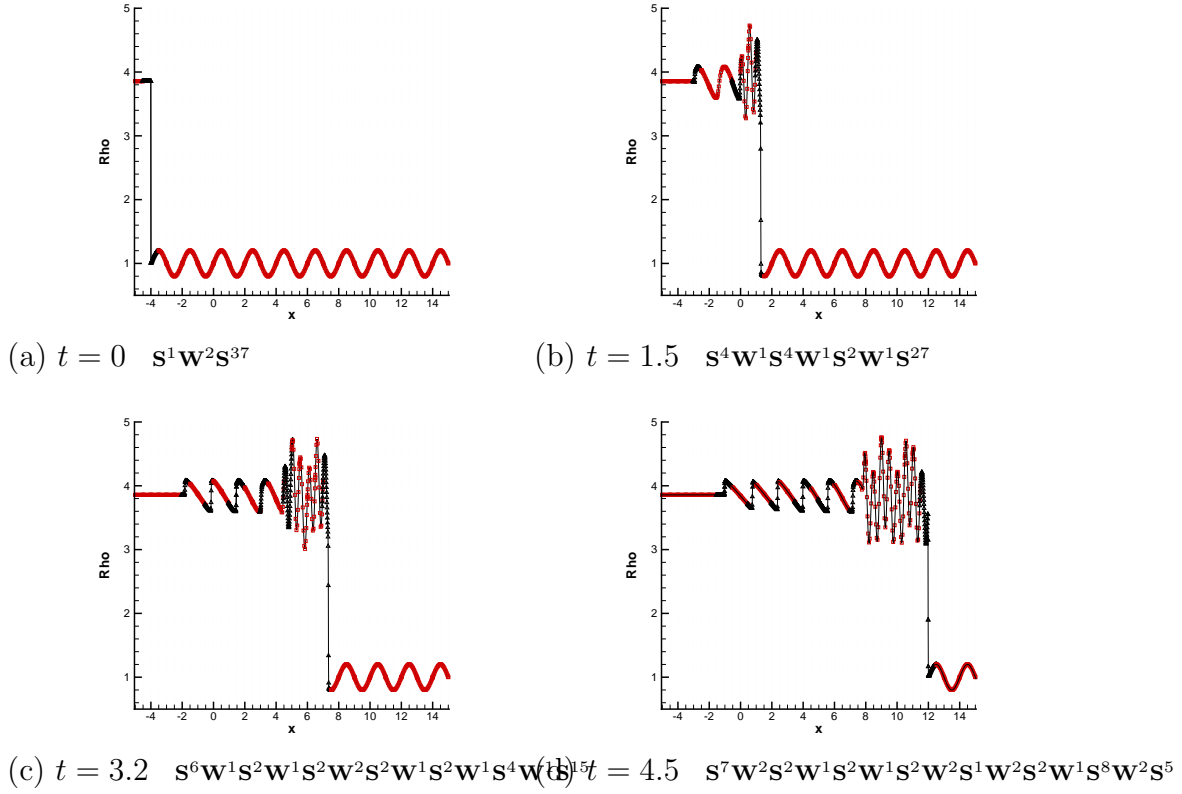 5
4
3
2
1
Rho
-4 -2 0 2 4 6 8 10 12 14
x
5
4
3
2
1
Rho
-4 -2 0 2 4 6 8 10 12 14
x
(a) t = 0 s¹w²s³⁷
(b) t = 1.5 s⁴w¹s⁴w¹s²w¹s²⁷
5
4
3
2
1
Rho
-4 -2 0 2 4 6 8 10 12 14
x
5
4
3
2
1
Rho
-4 -2 0 2 4 6 8 10 12 14
x
(c) t = 3.2 s⁶w¹s²w¹s²w²s²w¹s²w¹s⁴w¹s¹⁵
(d) t = 4.5 s⁷w²s²w¹s²w¹s²w²s¹w²s²w¹s⁸w²s⁵